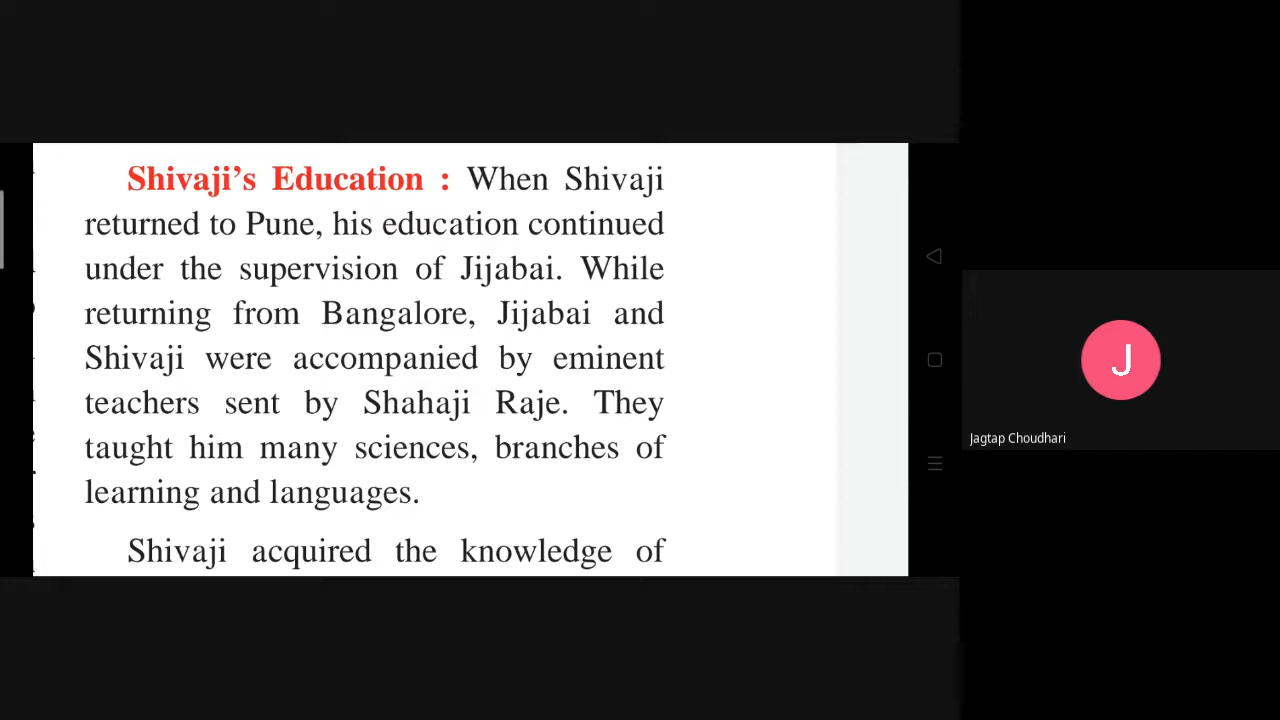 Shivaji’s Education : When Shivaji
returned to Pune, his education continued
under the supervision of Jijabai. While
returning from Bangalore, Jijabai and
Shivaji were accompanied by eminent
teachers sent by Shahaji Raje. They
taught him many sciences, branches of
learning and languages.
Shivaji acquired the knowledge of
J
Jagtap Choudhari